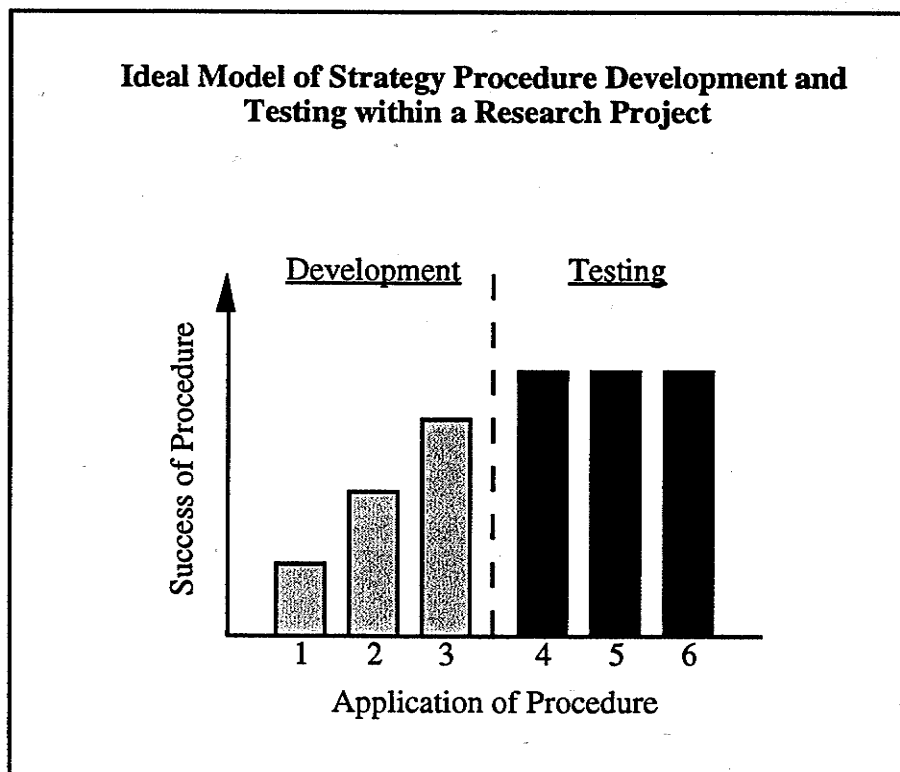 Ideal Model of Strategy Procedure Development and
Testing within a Research Project
Development
Testing
Success of Procedure
1
2
3
4
5
6
Application of Procedure